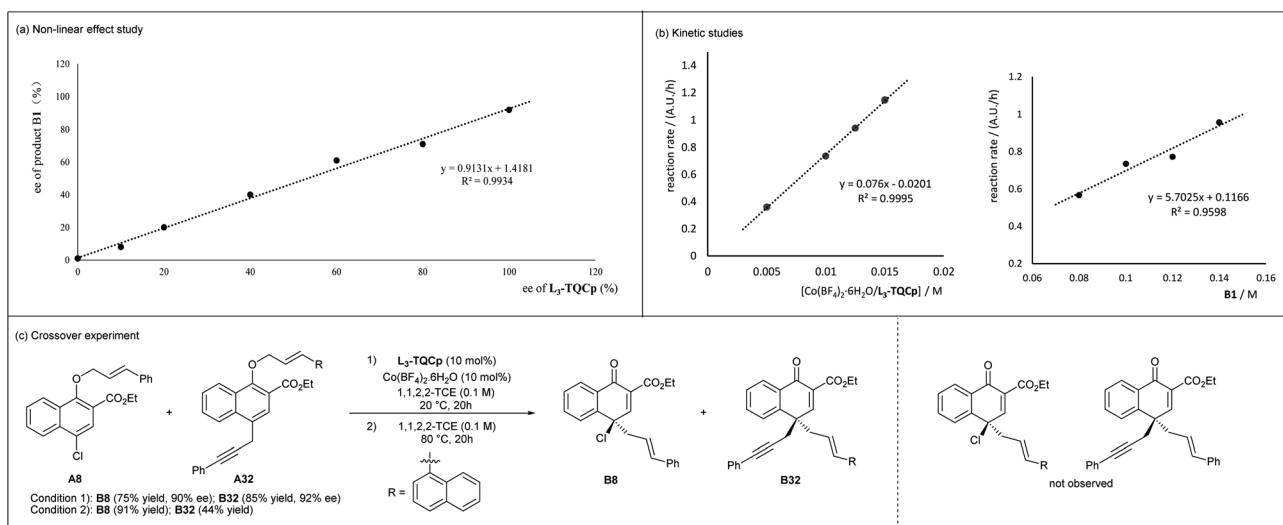 (a) Non-linear effect study
ee of product B1 (%)
120
100
80
60
40
20
0
y = 0.9131x + 1.4181
R² = 0.9934
0
20
40
60
80
100
120
ee of L₃-TQCp (%)
(b) Kinetic studies
reaction rate / (A.U./h)
1.4
1.2
1
0.8
0.6
0.4
0.2
0
y = 0.076x - 0.0201
R² = 0.9995
0
0.005
0.01
0.015
0.02
[Co(BF₄)₂·6H₂O/L₃-TQCp] / M
reaction rate / (A.U./h)
1.2
1
0.8
0.6
0.4
0.2
y = 5.7025x + 0.1166
R² = 0.9598
0.06
0.08
0.1
0.12
0.14
0.16
B1 / M
(c) Crossover experiment
O
Ph
CO₂Et
Cl
A8
+
O
R
CO₂Et
Ph
A32
1) L₃-TQCp (10 mol%)
Co(BF₄)₂.6H₂O (10 mol%)
1,1,2,2-TCE (0.1 M)
20 °C, 20h
2) 1,1,2,2-TCE (0.1 M)
80 °C, 20h
R =
O
CO₂Et
Cl
Ph
B8
+
O
CO₂Et
Ph
R
B32
O
CO₂Et
Cl
R
O
CO₂Et
Ph
Ph
not observed
Condition 1): B8 (75% yield, 90% ee); B32 (85% yield, 92% ee)
Condition 2): B8 (91% yield); B32 (44% yield)